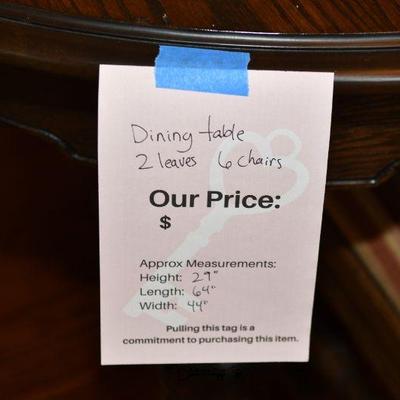 Dining table
2 leaves 6 chairs
Our Price:
$
Approx Measurements:
Height: 29"
Length: 64"
Width: 44"
Pulling this tag is a
commitment to purchasing this item.